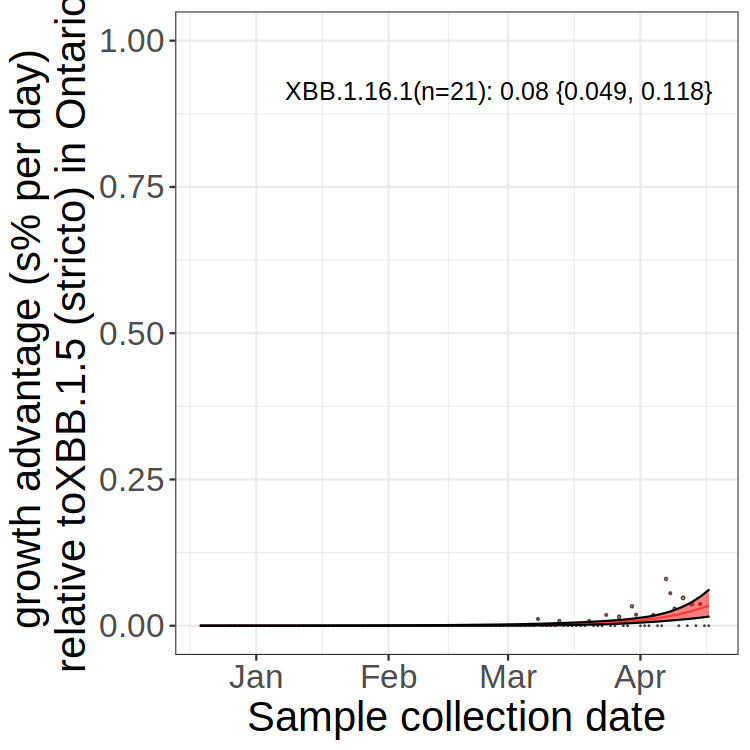 growth advantage (s% per day)
relative toXBB.1.5 (stricto) in Ontario
1.00
0.75
0.50
0.25
0.00
XBB.1.16.1(n=21): 0.08 {0.049, 0.118}
Jan Feb Mar Apr
Sample collection date